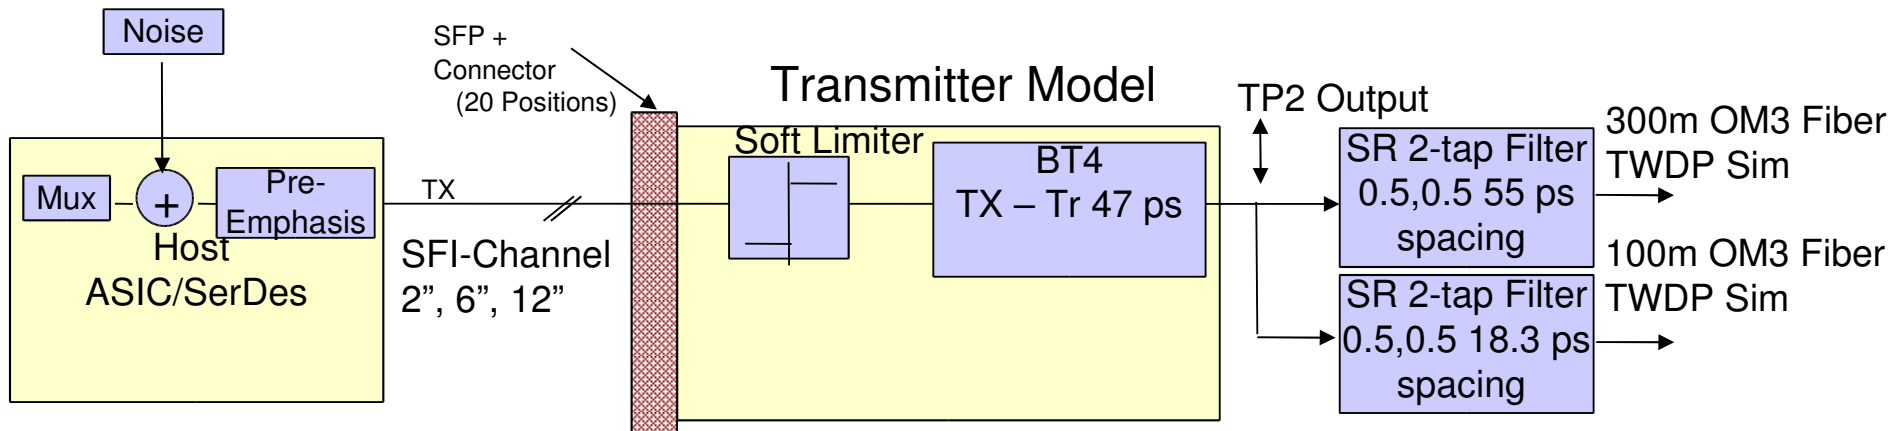 Noise
SFP +
Connector
(20 Positions)
Transmitter Model
TP2 Output
Mux
+
Pre-
Emphasis
Host
ASIC/SerDes
TX
SFI-Channel
2”, 6”, 12”
Soft Limiter
BT4
TX – Tr 47 ps
SR 2-tap Filter
0.5,0.5 55 ps
spacing
300m OM3 Fiber
TWDP Sim
SR 2-tap Filter
0.5,0.5 18.3 ps
spacing
100m OM3 Fiber
TWDP Sim